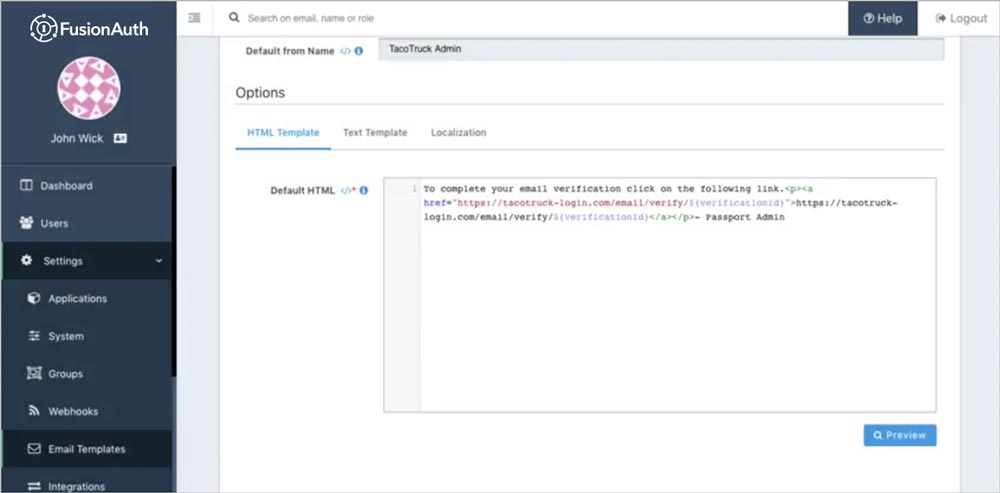 FusionAuth
Search on email, name or role
Help
Logout
John Wick
Dashboard
Users
Settings
Applications
System
Groups
Webhooks
Email Templates
Integrations
Default from Name </>
TacoTruck Admin
Options
HTML Template
Text Template
Localization
Default HTML </>*
1
To complete your email verification click on the following link.<p><a
href="https://tacotruck-login.com/email/verify/${verificationId}">https://tacotruck-
login.com/email/verify/${verificationId}</a></p>- Passport Admin
Preview